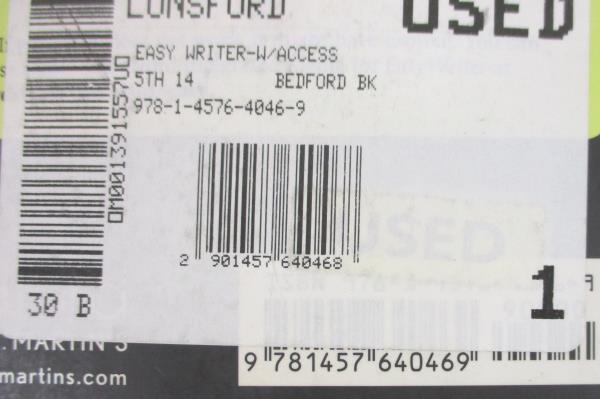 LUNSFORD
USED
EASY WRITER-W/ACCESS
5TH 14 BEDFORD BK
978-1-4576-4046-9
0M001391557U0
2 901457 640468
USED
30 B
1
. MARTIN'S
martins.com
9 781457 640469